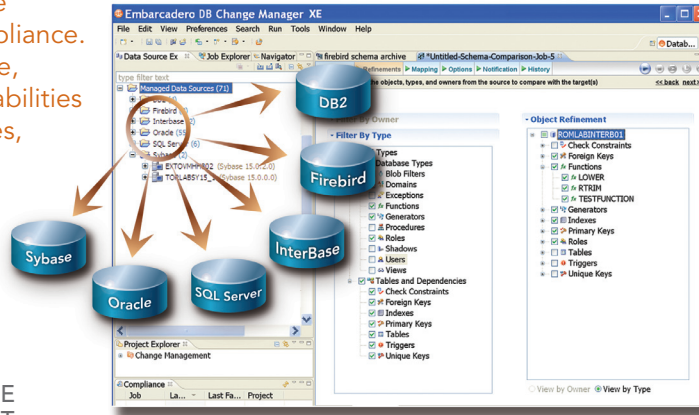 pliance.
e,
abilities
es,
Embarcadero DB Change Manager XE
File Edit View Preferences Search Run Tools Window Help
Datab...
Data Source Ex
Job Explorer
Navigator
type filter text
Managed Data Sources (71)
Firebird
Interbase
Oracle (55)
SQL Server (6)
Sybase (2)
(Sybase 15.0.2.0)
(Sybase 15.0.0.0)
DB2
Firebird
InterBase
SQL Server
Oracle
Sybase
Project Explorer
Change Management
Compliance
Job La... Last Fa... Project
E
T
firebird schema archive
*Untitled-Schema-Comparison-Job-5
Refinements Mapping Options Notification History
the objects, types, and owners from the source to compare with the target(s)
<<back next
Filter By Owner
- Filter By Type
Types
Database Types
Blob Filters
Domains
Exceptions
Functions
Generators
Procedures
Roles
Shadows
Users
Views
Tables and Dependencies
Check Constraints
Foreign Keys
Indexes
Primary Keys
Tables
Triggers
Unique Keys
- Object Refinement
ROMLABINTERB01
Check Constraints
Foreign Keys
Functions
LOWER
RTRIM
TESTFUNCTION
Generators
Indexes
Primary Keys
Roles
Triggers
Unique Keys
View by Owner View by Type